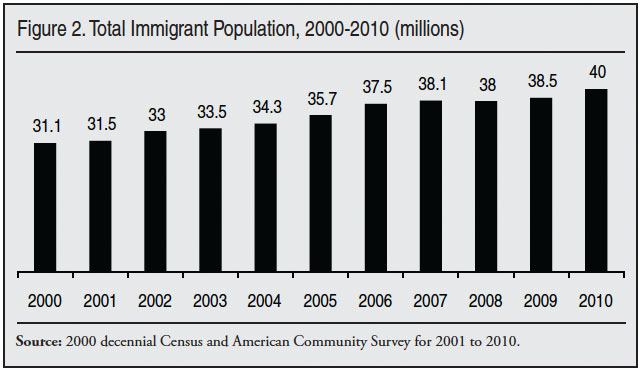 Figure 2. Total Immigrant Population, 2000-2010 (millions)
31.1 31.5 33 33.5 34.3 35.7 37.5 38.1 38 38.5 40
2000 2001 2002 2003 2004 2005 2006 2007 2008 2009 2010
Source: 2000 decennial Census and American Community Survey for 2001 to 2010.